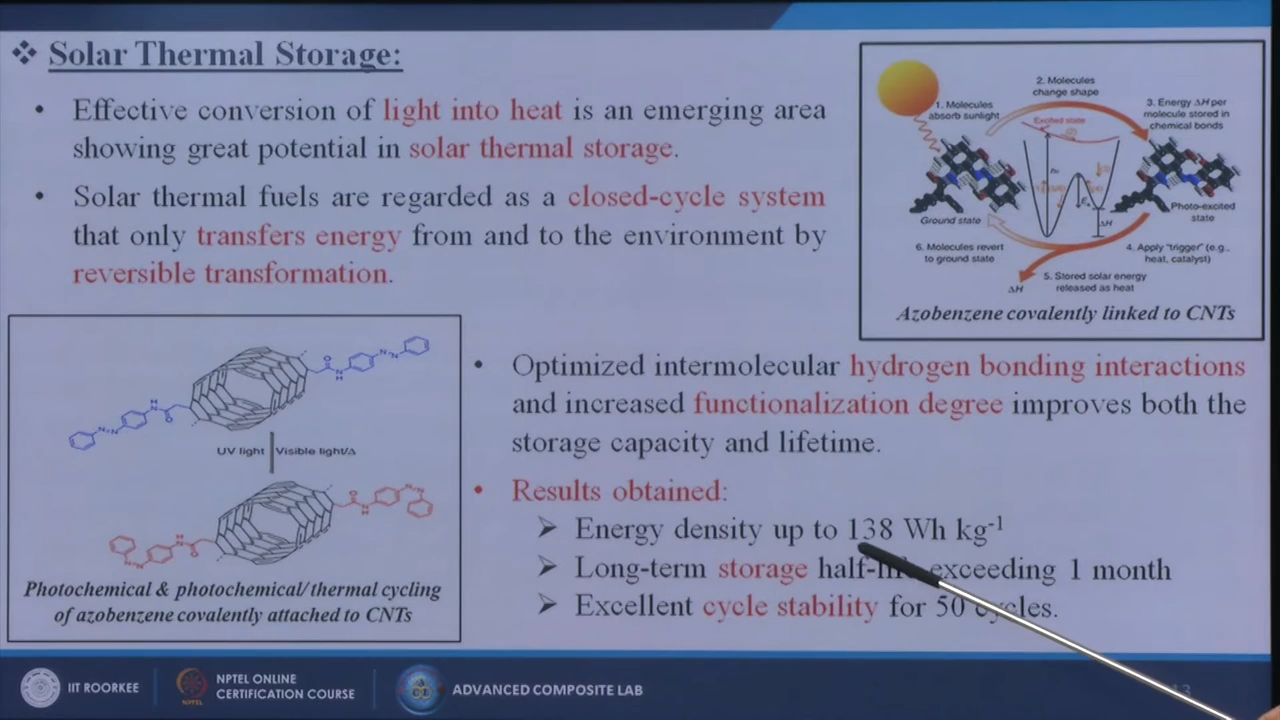 ❖ Solar Thermal Storage:
• Effective conversion of light into heat is an emerging area
showing great potential in solar thermal storage.
• Solar thermal fuels are regarded as a closed-cycle system
that only transfers energy from and to the environment by
reversible transformation.
1. Molecules
absorb sunlight
2. Molecules
change shape
3. Energy ΔH per
molecule stored in
chemical bonds
Excited state
Ground state
Photo-excited
state
ΔH
6. Molecules revert
to ground state
4. Apply "trigger" (e.g.,
heat, catalyst)
5. Stored solar energy
released as heat
ΔH
Azobenzene covalently linked to CNTs
UV light Visible light/Δ
Photochemical & photochemical/ thermal cycling
of azobenzene covalently attached to CNTs
• Optimized intermolecular hydrogen bonding interactions
and increased functionalization degree improves both the
storage capacity and lifetime.
• Results obtained:
➢ Energy density up to 138 Wh kg⁻¹
➢ Long-term storage half-life exceeding 1 month
➢ Excellent cycle stability for 50 cycles.
IIT ROORKEE
NPTEL
NPTEL ONLINE
CERTIFICATION COURSE
ADVANCED COMPOSITE LAB
13